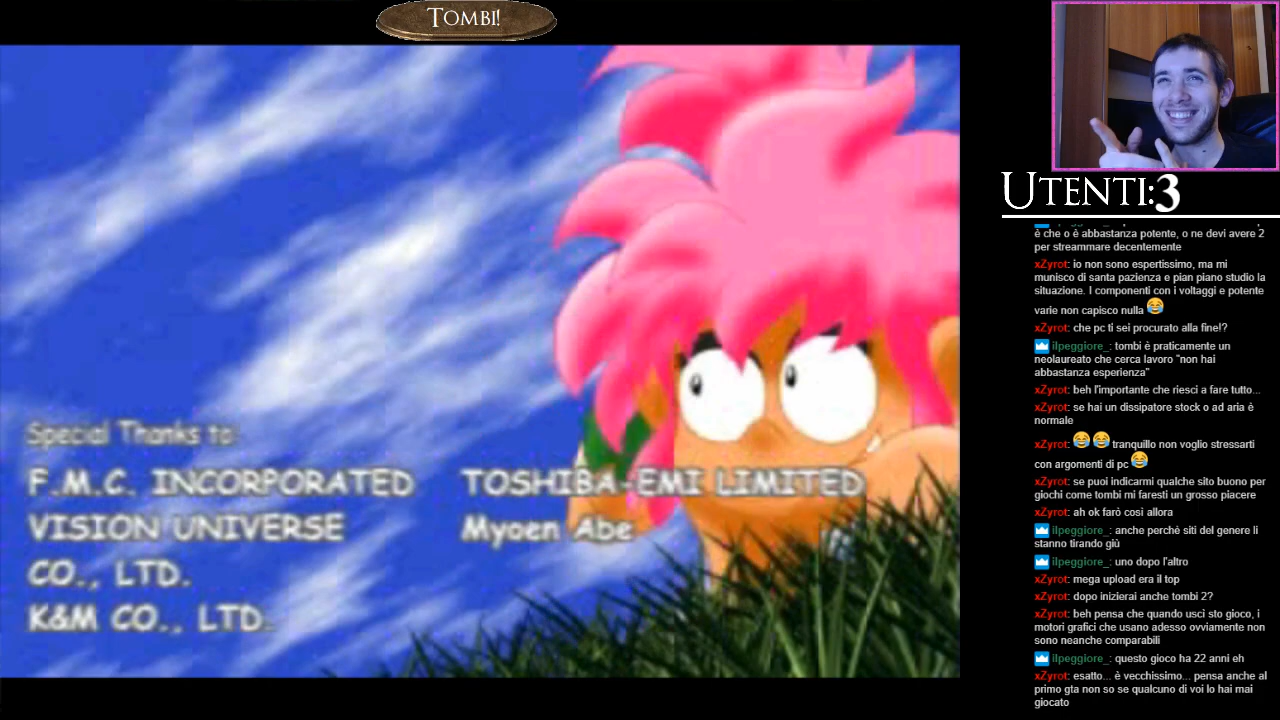 Tombi!
Special Thanks to:
F.M.C. INCORPORATED
VISION UNIVERSE
CO., LTD.
K&M CO., LTD.
TOSHIBA-EMI LIMITED
Myoen Abe
Utenti:3
è che o è abbastanza potente, o ne devi avere 2
per streammare decentemente
xZyrot: io non sono espertissimo, ma mi
munisco di santa pazienza e pian piano studio la
situazione. I componenti con i voltaggi e potente
varie non capisco nulla 😂
xZyrot: che pc ti sei procurato alla fine!?
ilpeggiore_: tombi è praticamente un
neolaureato che cerca lavoro "non hai
abbastanza esperienza"
xZyrot: beh l'importante che riesci a fare tutto...
xZyrot: se hai un dissipatore stock o ad aria è
normale
xZyrot: 😂😂 tranquillo non voglio stressarti
con argomenti di pc 😂
xZyrot: se puoi indicarmi qualche sito buono per
giochi come tombi mi faresti un grosso piacere
xZyrot: ah ok farò così allora
ilpeggiore_: anche perchè siti del genere li
stanno tirando giù
ilpeggiore_: uno dopo l'altro
xZyrot: mega upload era il top
xZyrot: dopo inizierai anche tombi 2?
xZyrot: beh pensa che quando uscì sto gioco, i
motori grafici che usano adesso ovviamente non
sono neanche comparabili
ilpeggiore_: questo gioco ha 22 anni eh
xZyrot: esatto... è vecchissimo... pensa anche al
primo gta non so se qualcuno di voi lo hai mai
giocato